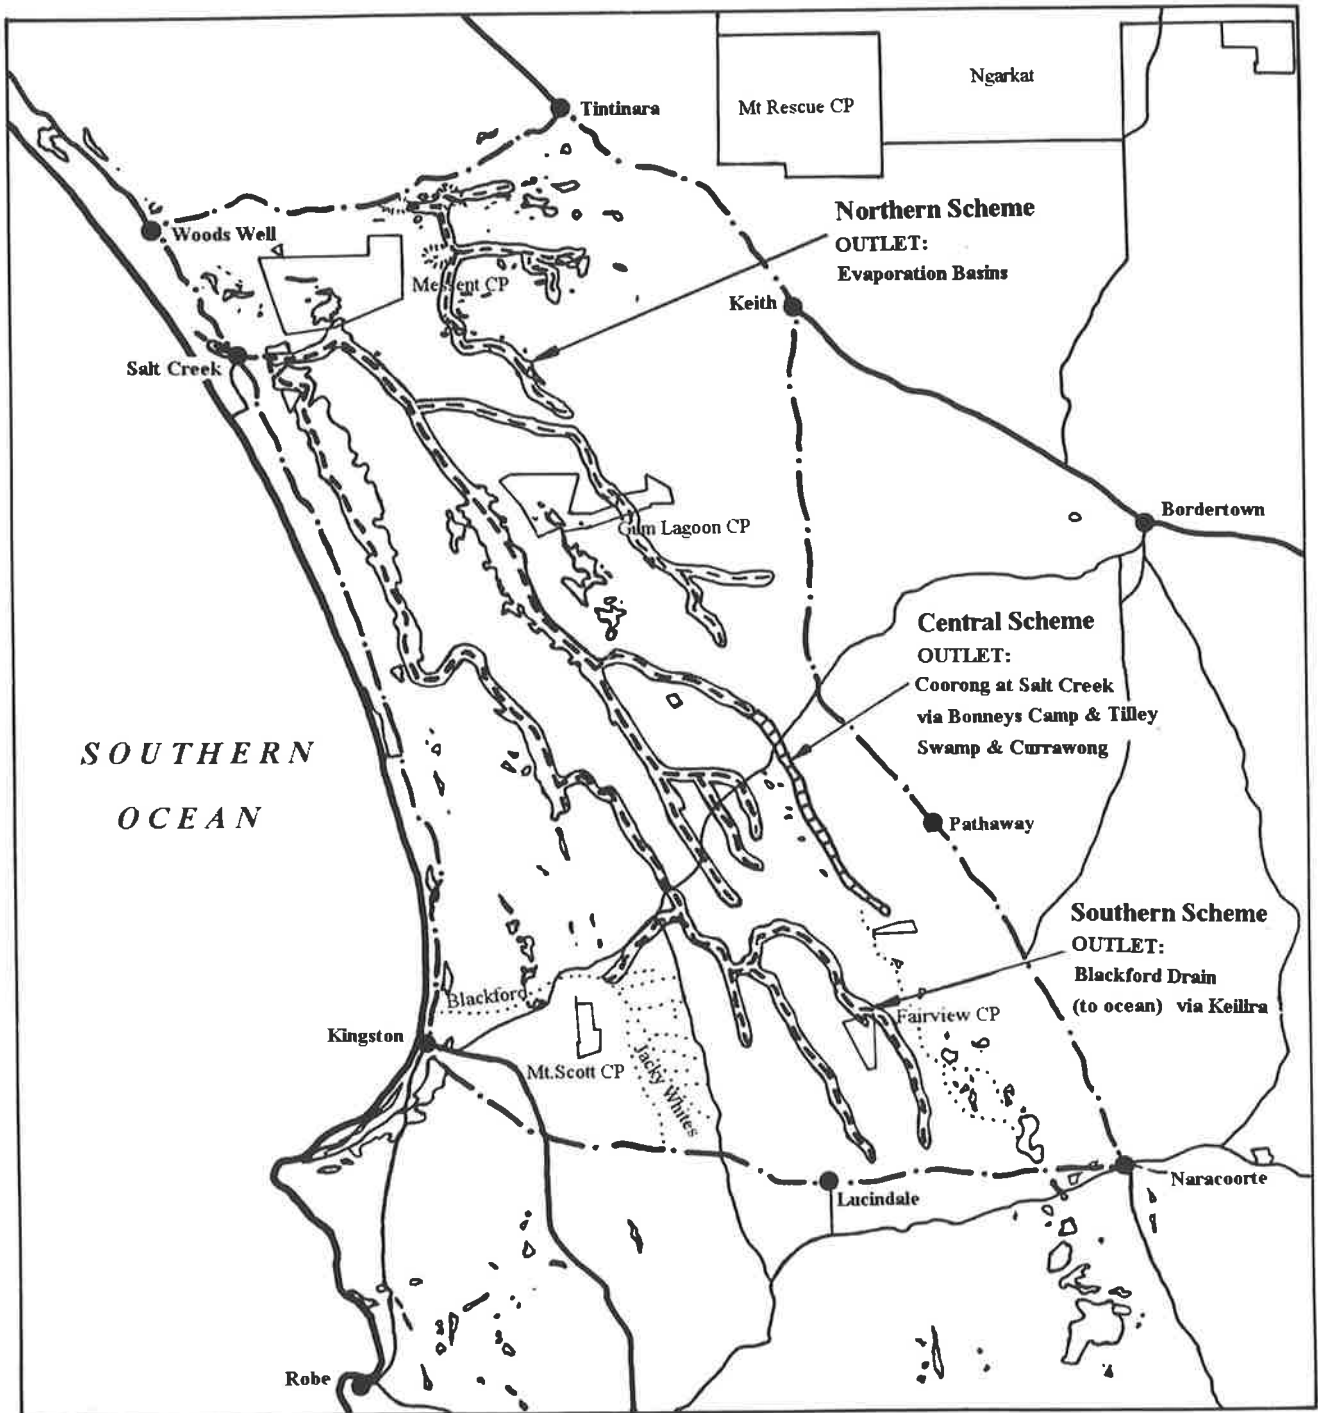 Ngarkat
Mt Rescue CP
Tintinara
Northern Scheme
OUTLET:
Evaporation Basins
Woods Well
Messent CP
Keith
Salt Creek
Bordertown
Gum Lagoon CP
Central Scheme
OUTLET:
Coorong at Salt Creek
via Bonneys Camp & Tilley
Swamp & Currawong
SOUTHERN
OCEAN
Pathaway
Southern Scheme
OUTLET:
Blackford Drain
(to ocean) via Keilira
Blackford
Fairview CP
Kingston
Mt.Scott CP
Jacky Whites
Naracoorte
Lucindale
Robe